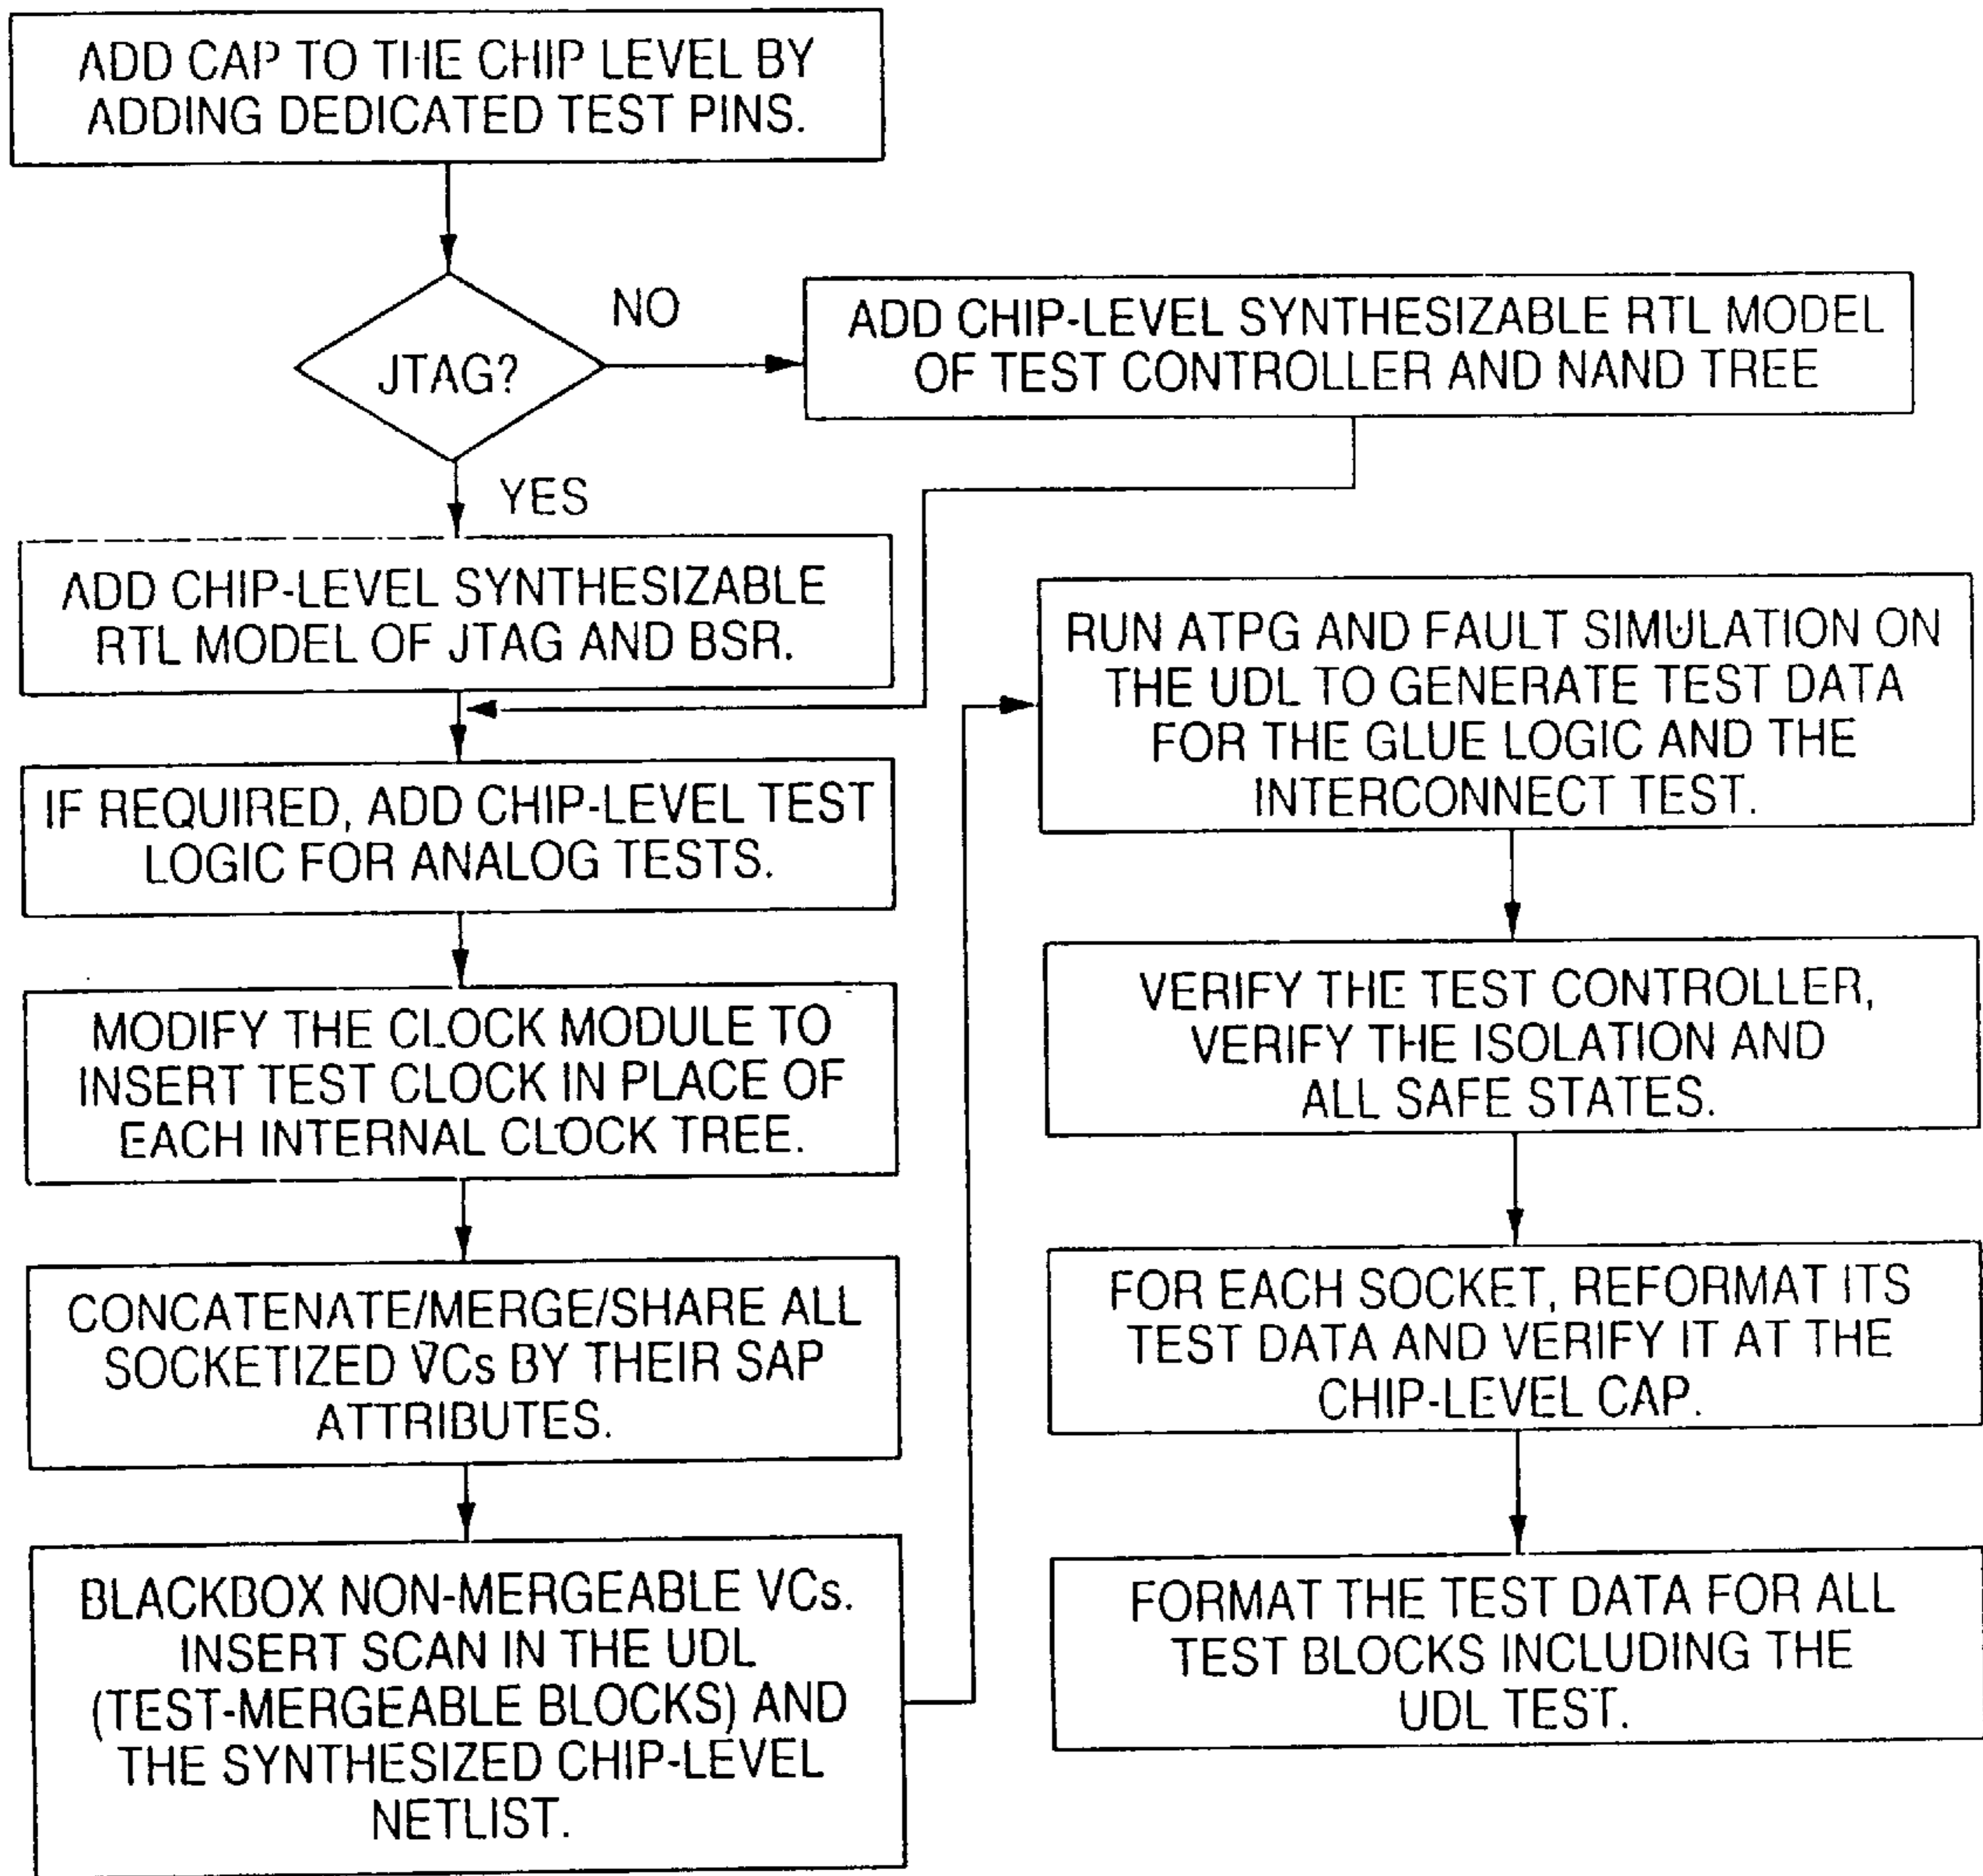 ADD CAP TO THE CHIP LEVEL BY
ADDING DEDICATED TEST PINS.
JTAG?
NO
ADD CHIP-LEVEL SYNTHESIZABLE RTL MODEL
OF TEST CONTROLLER AND NAND TREE
YES
ADD CHIP-LEVEL SYNTHESIZABLE
RTL MODEL OF JTAG AND BSR.
IF REQUIRED, ADD CHIP-LEVEL TEST
LOGIC FOR ANALOG TESTS.
MODIFY THE CLOCK MODULE TO
INSERT TEST CLOCK IN PLACE OF
EACH INTERNAL CLOCK TREE.
CONCATENATE/MERGE/SHARE ALL
SOCKETIZED VCs BY THEIR SAP
ATTRIBUTES.
BLACKBOX NON-MERGEABLE VCs.
INSERT SCAN IN THE UDL
(TEST-MERGEABLE BLOCKS) AND
THE SYNTHESIZED CHIP-LEVEL
NETLIST.
RUN ATPG AND FAULT SIMULATION ON
THE UDL TO GENERATE TEST DATA
FOR THE GLUE LOGIC AND THE
INTERCONNECT TEST.
VERIFY THE TEST CONTROLLER,
VERIFY THE ISOLATION AND
ALL SAFE STATES.
FOR EACH SOCKET, REFORMAT ITS
TEST DATA AND VERIFY IT AT THE
CHIP-LEVEL CAP.
FORMAT THE TEST DATA FOR ALL
TEST BLOCKS INCLUDING THE
UDL TEST.